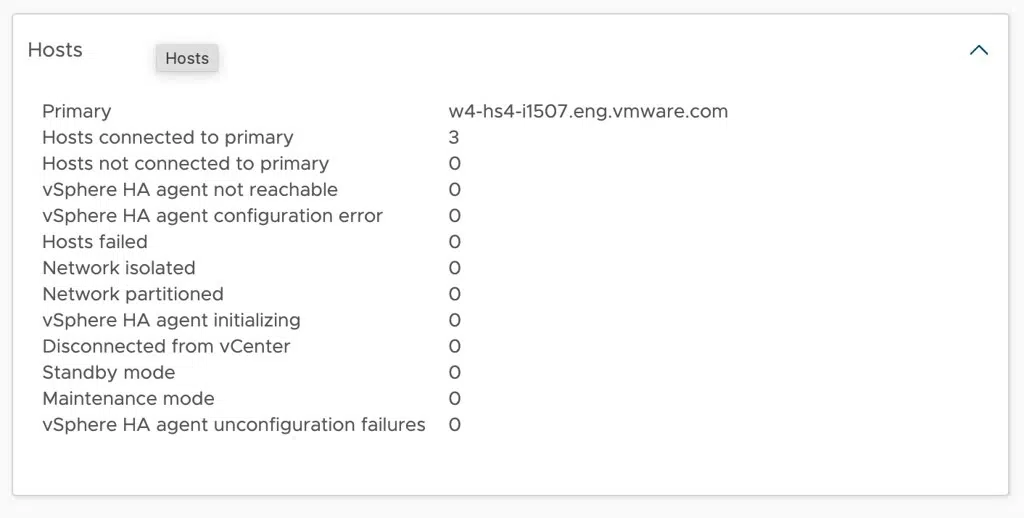 Hosts
Hosts
Primary w4-hs4-i1507.eng.vmware.com
Hosts connected to primary 3
Hosts not connected to primary 0
vSphere HA agent not reachable 0
vSphere HA agent configuration error 0
Hosts failed 0
Network isolated 0
Network partitioned 0
vSphere HA agent initializing 0
Disconnected from vCenter 0
Standby mode 0
Maintenance mode 0
vSphere HA agent unconfiguration failures 0